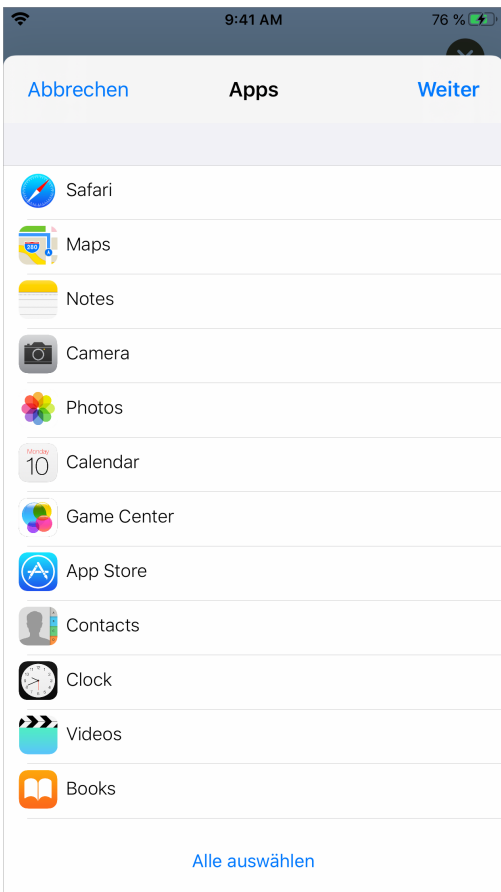 9:41 AM 76 %
Abbrechen Apps Weiter
Safari
280 Maps
Notes
Camera
Photos
Monday
10 Calendar
Game Center
App Store
Contacts
Clock
Videos
Books
Alle auswählen